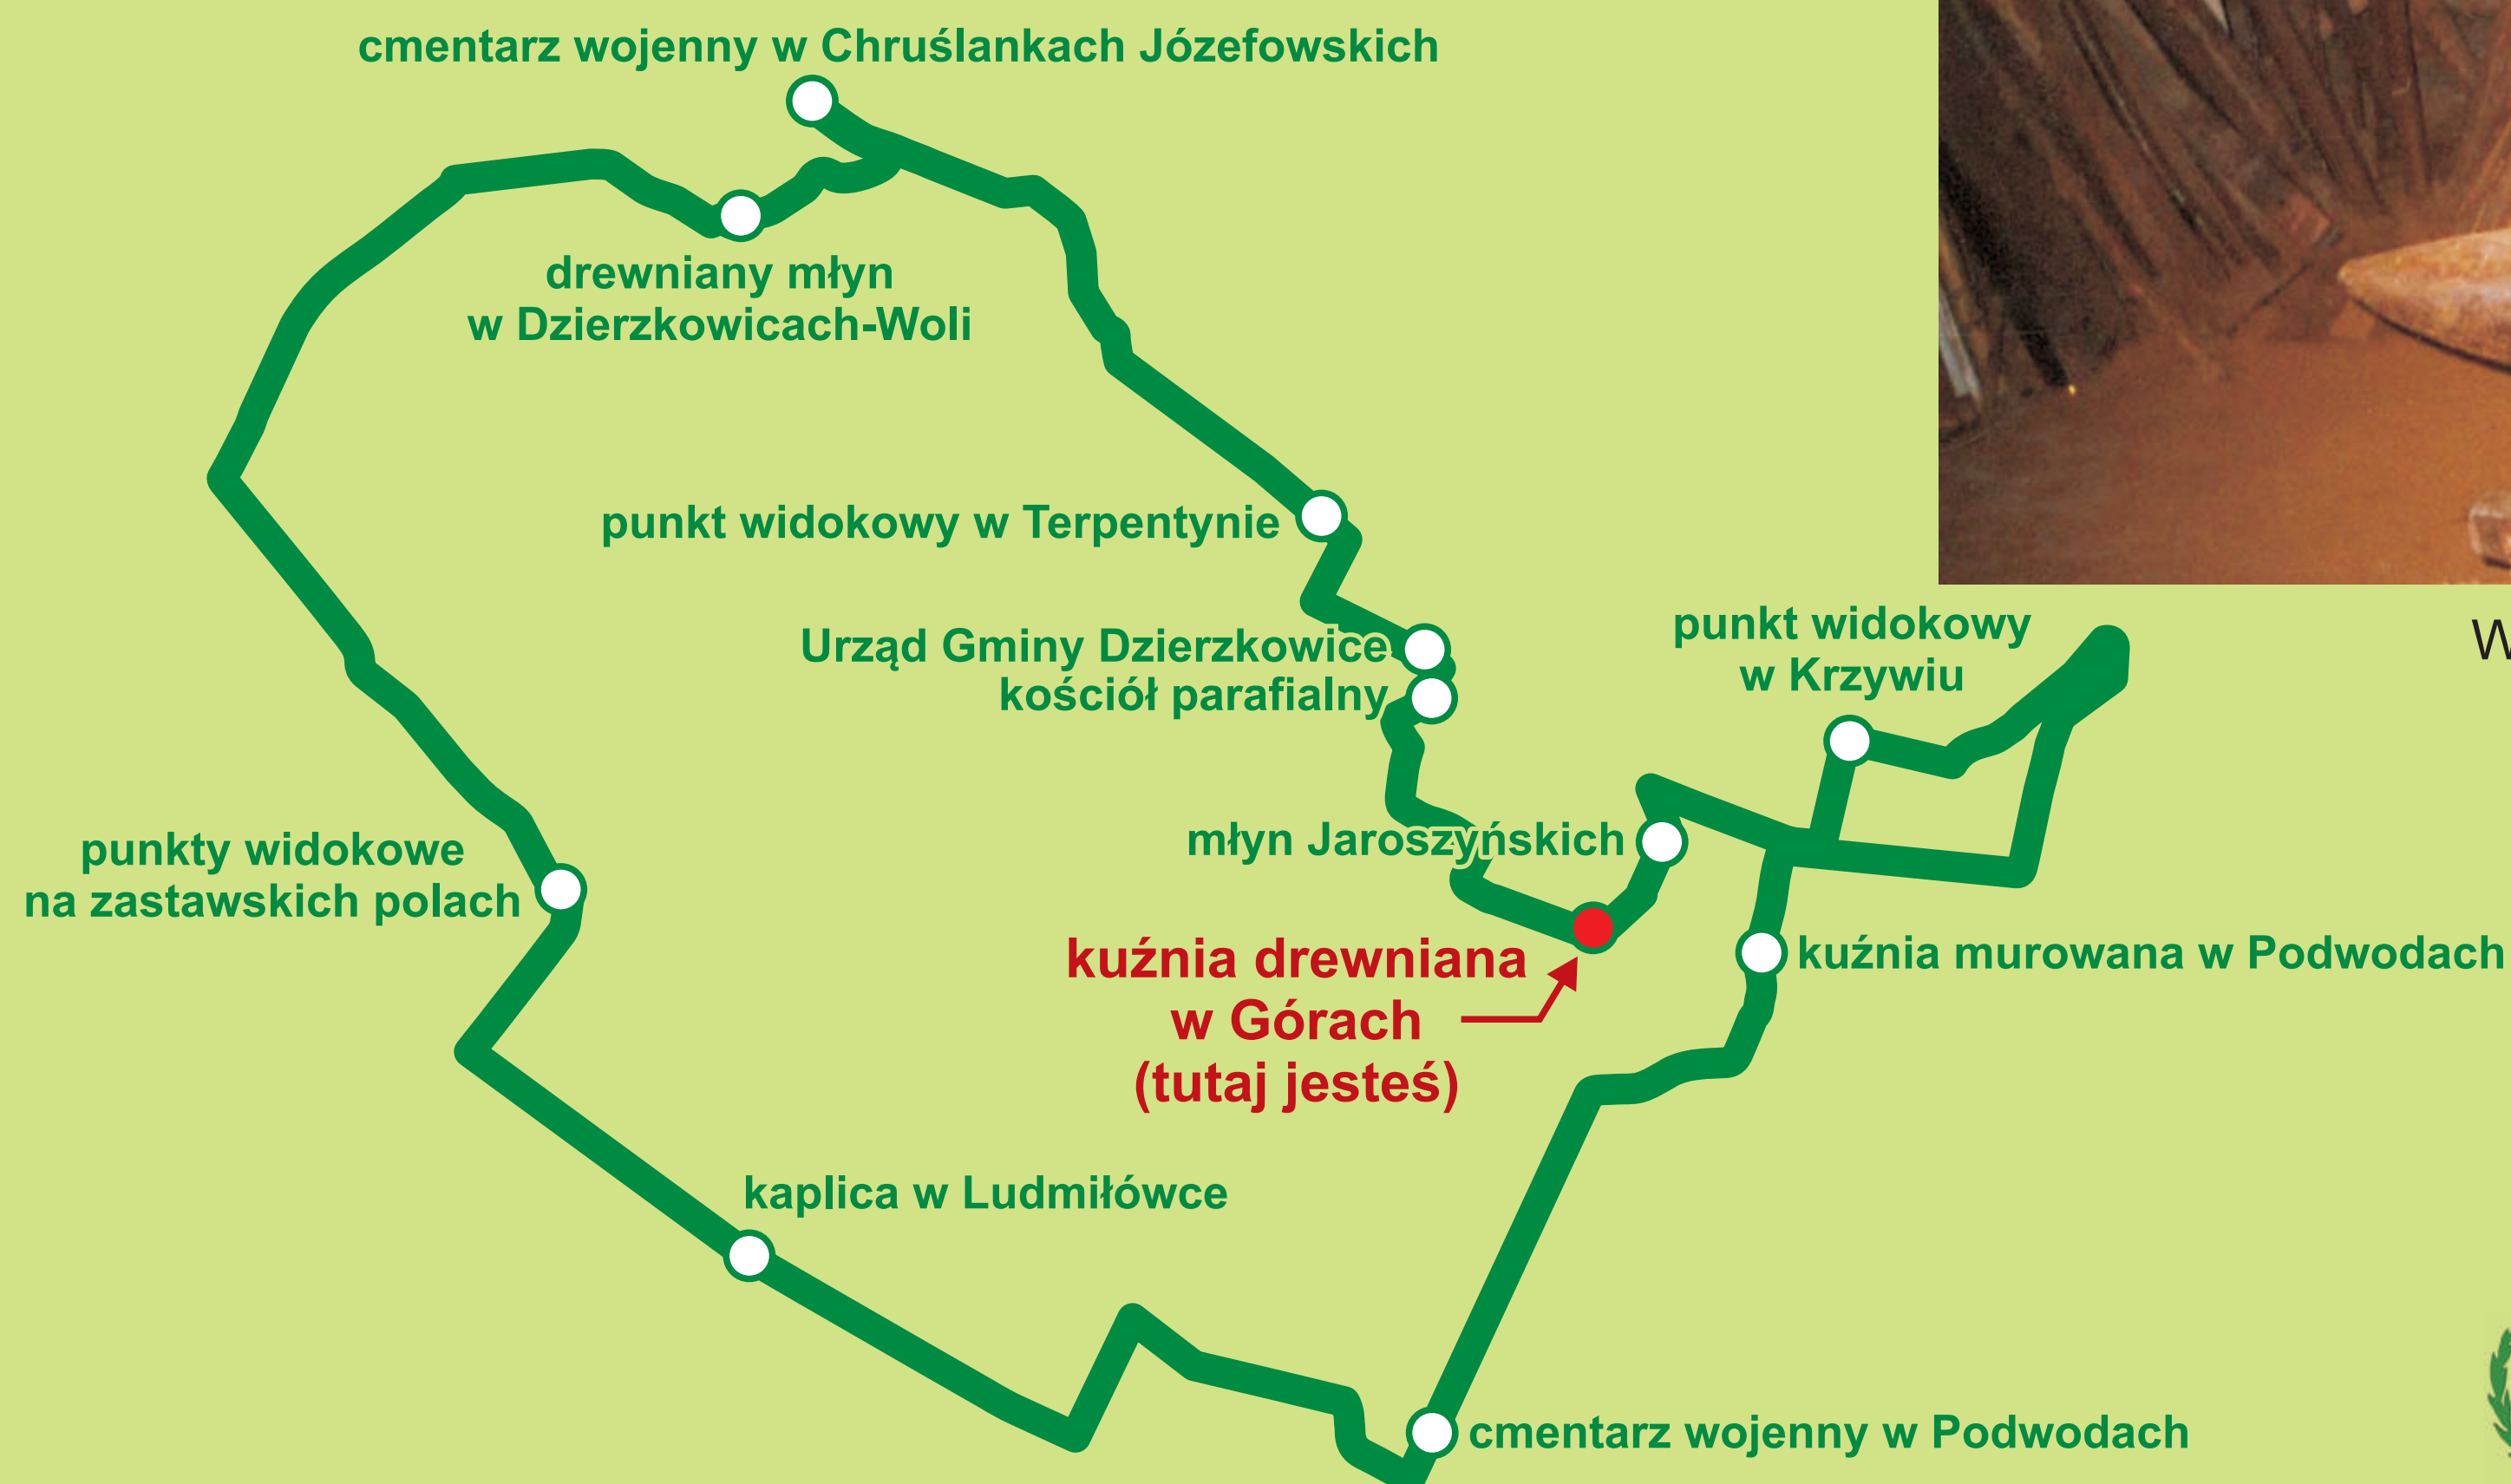 cmentarz wojenny w Chruślankach Józefowskich
drewniany młyn
w Dzierzkowicach-Woli
punkt widokowy w Terpentynie
Urząd Gminy Dzierzkowice
kościół parafialny
punkt widokowy
w Krzywiu
W
młyn Jaroszyńskich
punkty widokowe
na zastawskich polach
kuźnia drewniana
w Górach
(tutaj jesteś)
kuźnia murowana w Podwodach
kaplica w Ludmiłówce
cmentarz wojenny w Podwodach